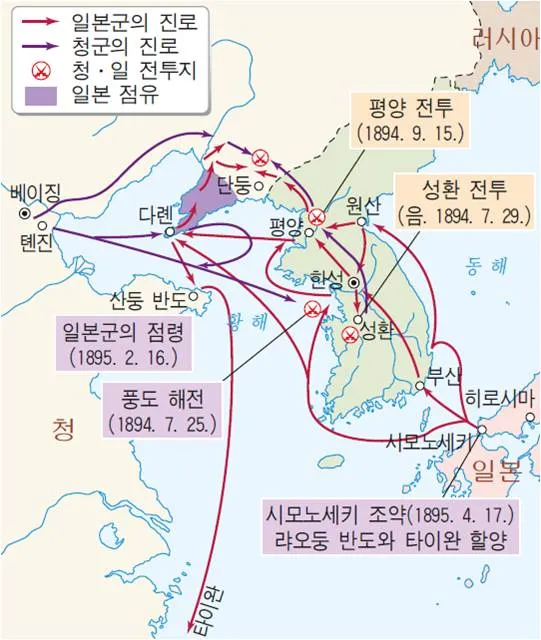 일본군의 진로
청군의 진로
청·일 전투지
일본 점유
러시아
평양 전투
(1894. 9. 15.)
성환 전투
(음. 1894. 7. 29.)
베이징
톈진
다롄
단둥
평양
원산
한성
성환
동해
황해
산둥 반도
일본군의 점령
(1895. 2. 16.)
풍도 해전
(1894. 7. 25.)
부산
히로시마
시모노세키
청
일본
시모노세키 조약(1895. 4. 17.)
랴오둥 반도와 타이완 할양
타이완